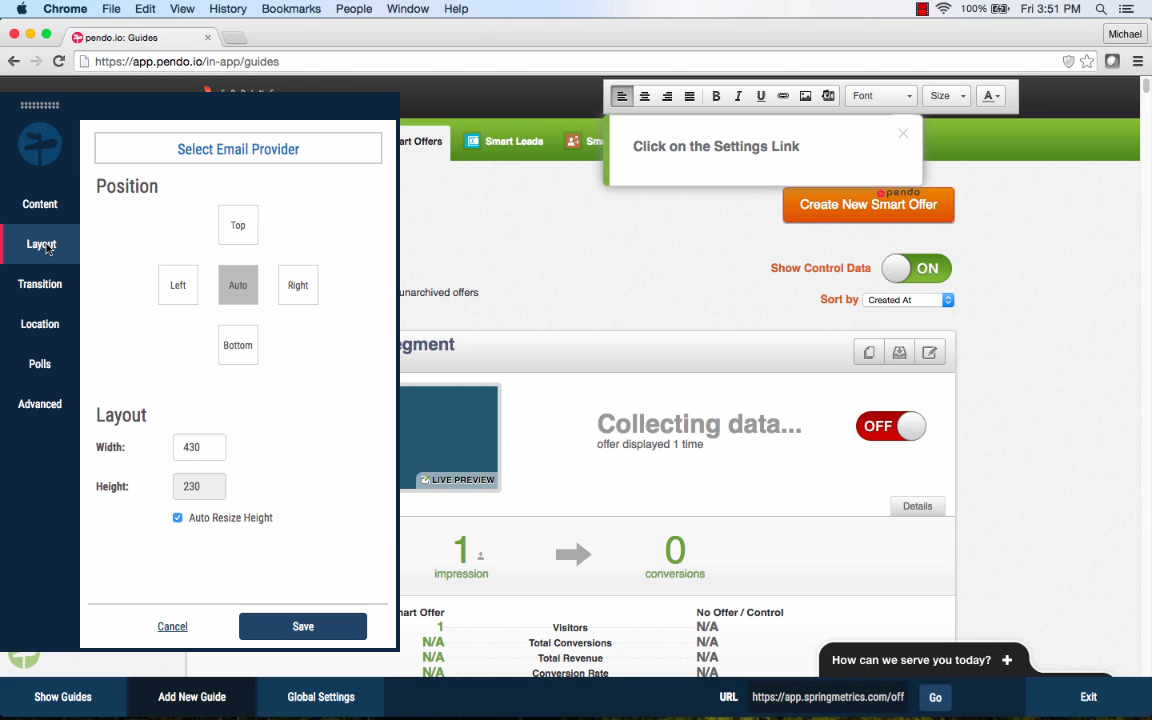 Chrome File Edit View History Bookmarks People Window Help 100% Fri 3:51 PM
pendo.io: Guides Michael
https://app.pendo.io/in-app/guides
Font Size A
Select Email Provider
Position
Top
Left Auto Right
Bottom
Layout
Width: 430
Height: 230
Auto Resize Height
Cancel Save
Content
Layout
Transition
Location
Polls
Advanced
art Offers Smart Leads Sm
Click on the Settings Link
pendo
Create New Smart Offer
Show Control Data ON
unarchived offers
Sort by Created At
egment
Collecting data... OFF
offer displayed 1 time
LIVE PREVIEW
Details
1 0
impression conversions
nart Offer No Offer / Control
1 Visitors N/A
N/A Total Conversions N/A
N/A Total Revenue N/A
N/A Conversion Rate N/A
How can we serve you today? +
Show Guides Add New Guide Global Settings URL https://app.springmetrics.com/off Go Exit